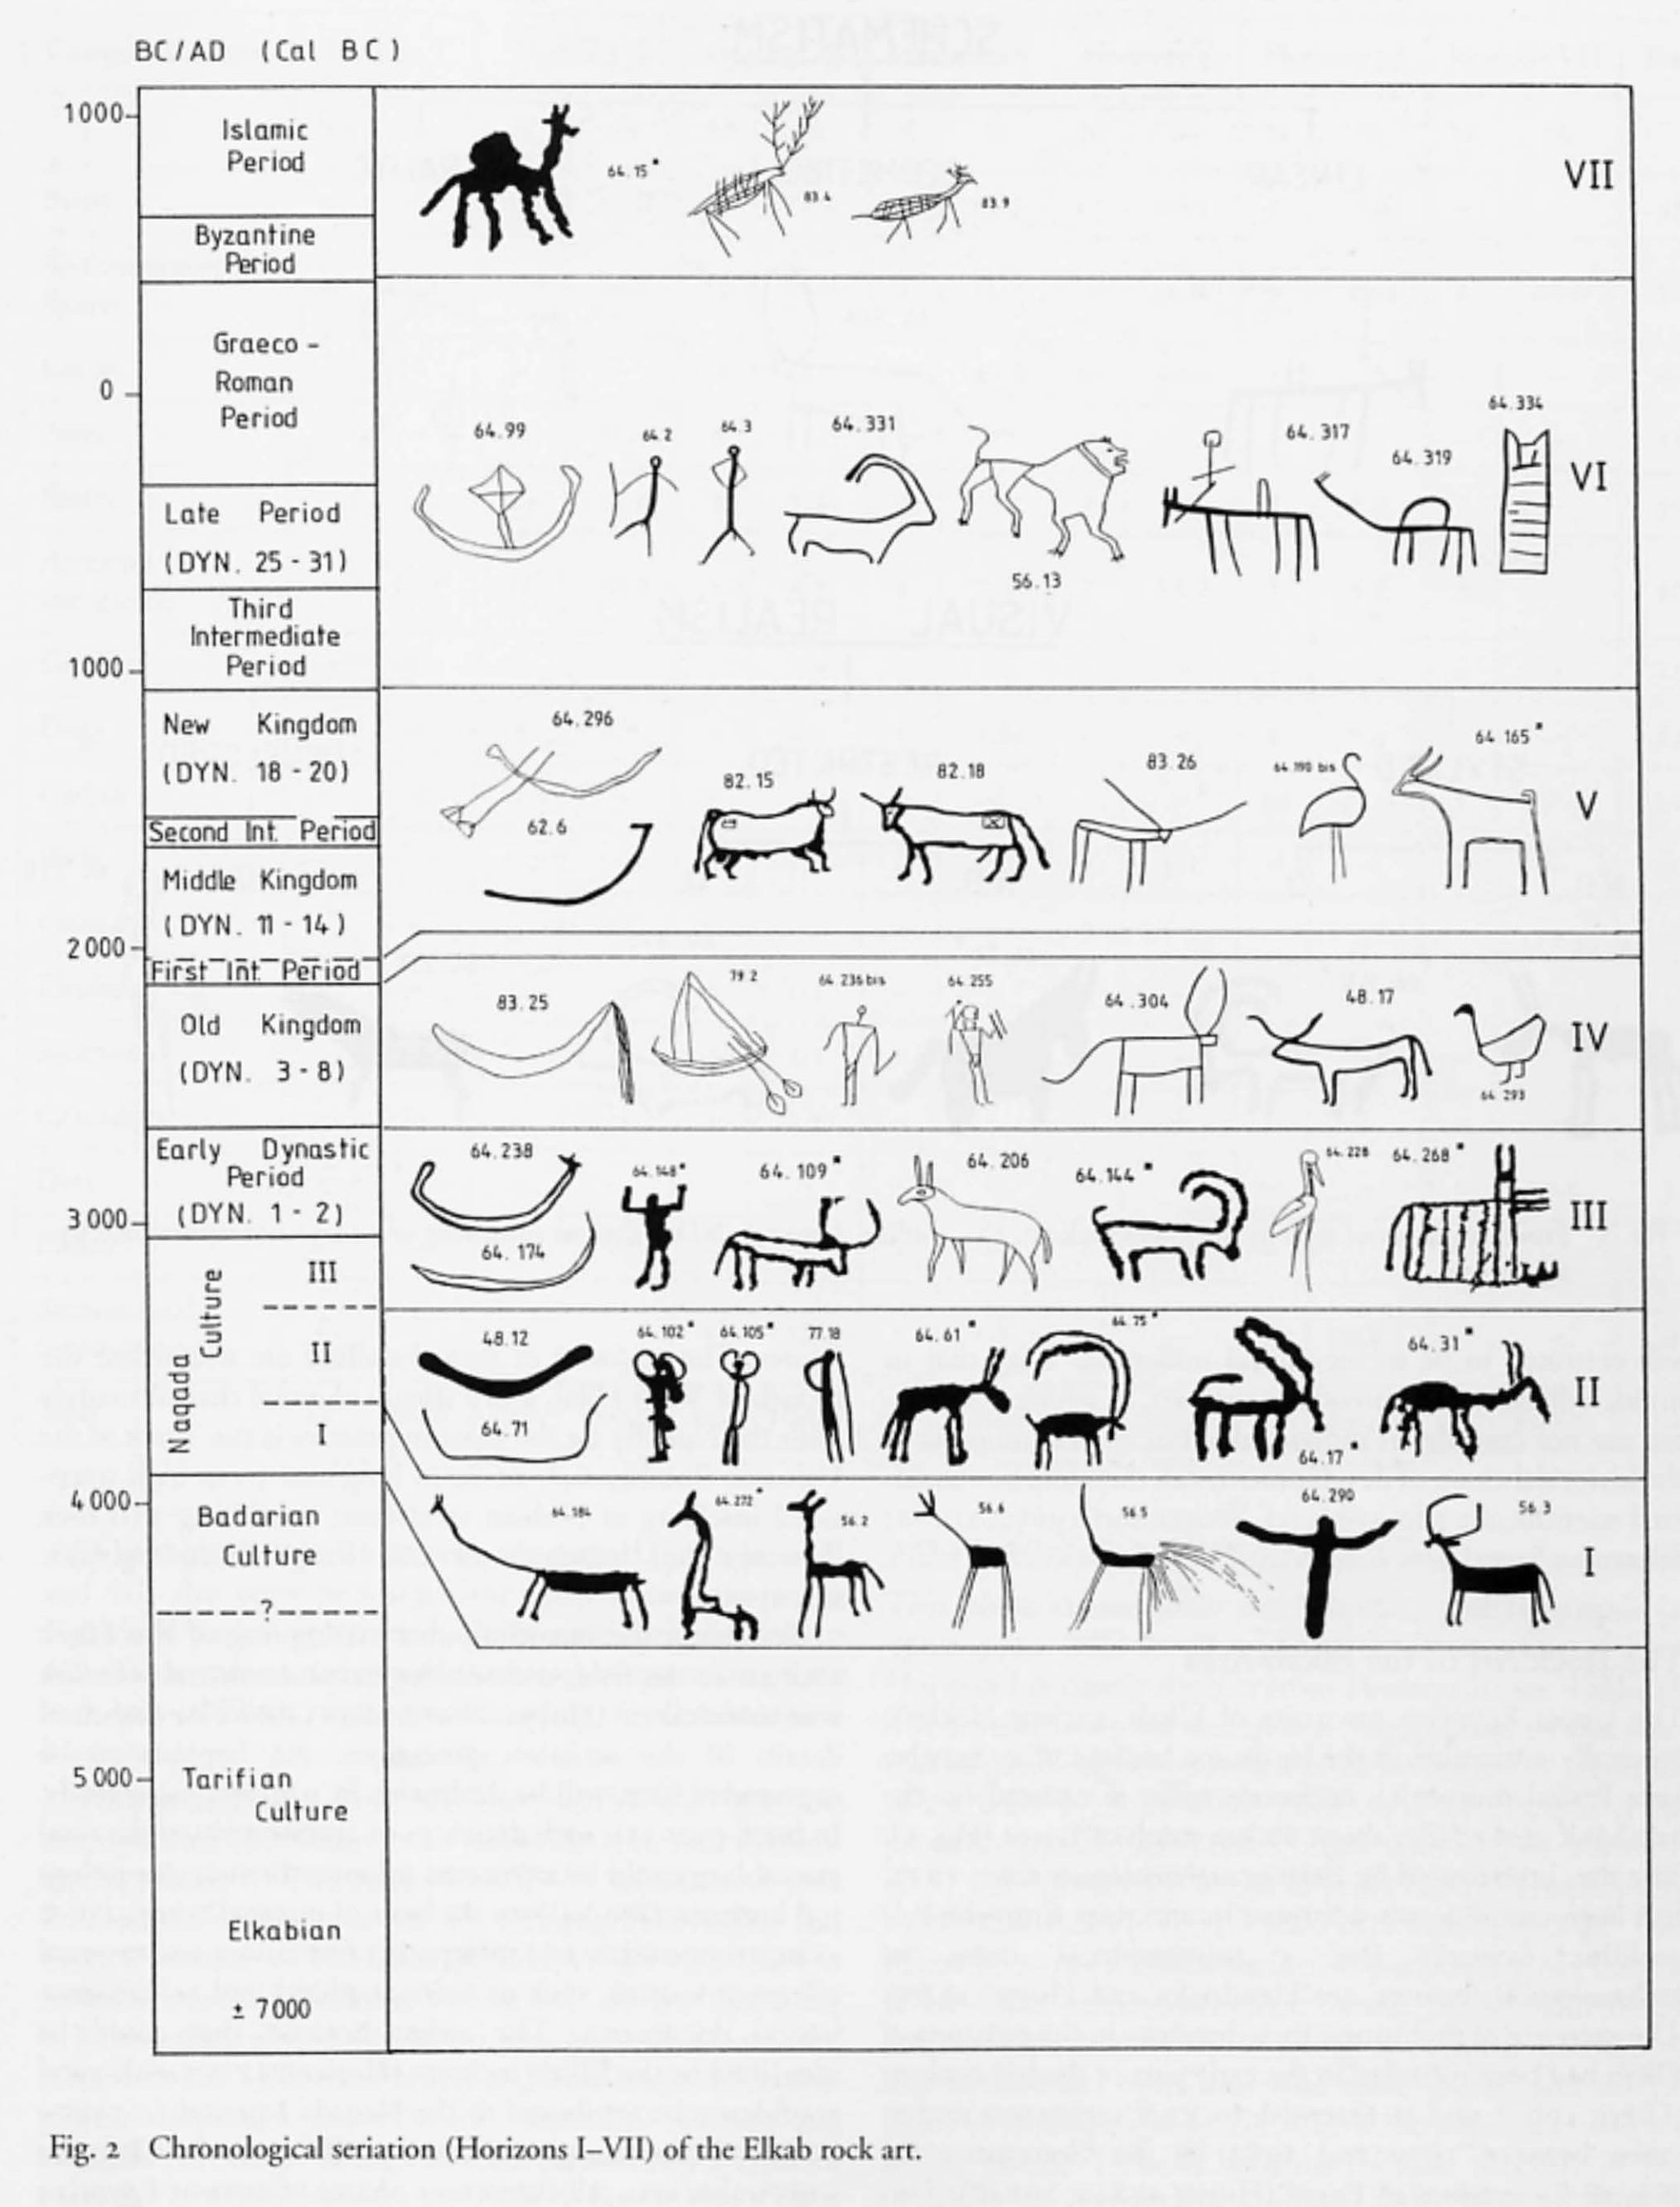 BC/AD (Cal BC)
1000
Islamic
Period
64.15*
83.4
83.9
VII
Byzantine
Period
Graeco -
Roman
Period
0
64.99
64.2
64.3
64.331
56.13
64.317
64.319
64.334
VI
Late Period
(DYN. 25 - 31)
Third
Intermediate
Period
1000
New Kingdom
(DYN. 18 - 20)
64.296
62.6
82.15
82.18
83.26
64.190 bis
64 165*
V
Second Int. Period
Middle Kingdom
(DYN. 11 - 14)
2000
First Int Period
Old Kingdom
(DYN. 3 - 8)
83.25
79 2
64.236 bis
64.255
64.304
48.17
64 293
IV
Early Dynastic
Period
(DYN. 1 - 2)
3000
64.238
64.174
64.148*
64.109*
64.206
64.144*
64.228
64.268*
III
Naqada Culture
III
II
I
48.12
64.71
64.102*
64.105*
77.18
64.61*
64.75*
64.17*
64.31*
II
4000
Badarian
Culture
?
64.184
64.272*
56.2
56.6
56 5
64.290
56.3
I
5000
Tarifian
Culture
Elkabian
± 7000
Fig. 2 Chronological seriation (Horizons I–VII) of the Elkab rock art.